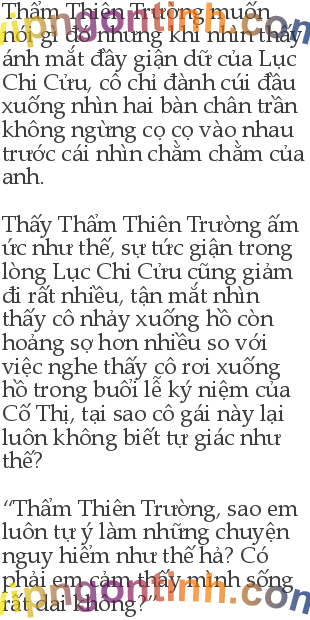 Thẩm Thiên Trường muốn
nói gì đó nhưng khi nhìn thấy
ánh mắt đầy giận dữ của Lục
Chi Cửu, cô chỉ đành cúi đầu
xuống nhìn hai bàn chân trần
không ngừng cọ cọ vào nhau
trước cái nhìn chằm chằm của
anh.
Thấy Thẩm Thiên Trường ấm
ức như thế, sự tức giận trong
lòng Lục Chi Cửu cũng giảm
đi rất nhiều, tận mắt nhìn
thấy cô nhảy xuống hồ còn
hoảng sợ hơn nhiều so với
việc nghe thấy cô rơi xuống
hồ trong buổi lễ kỷ niệm của
Cố Thị, tại sao cô gái này lại
luôn không biết tự giác như
thế?
“Thẩm Thiên Trường, sao em
luôn tự ý làm những chuyện
nguy hiểm như thế hả? Có
phải em cảm thấy mình sống
rất dai không?”